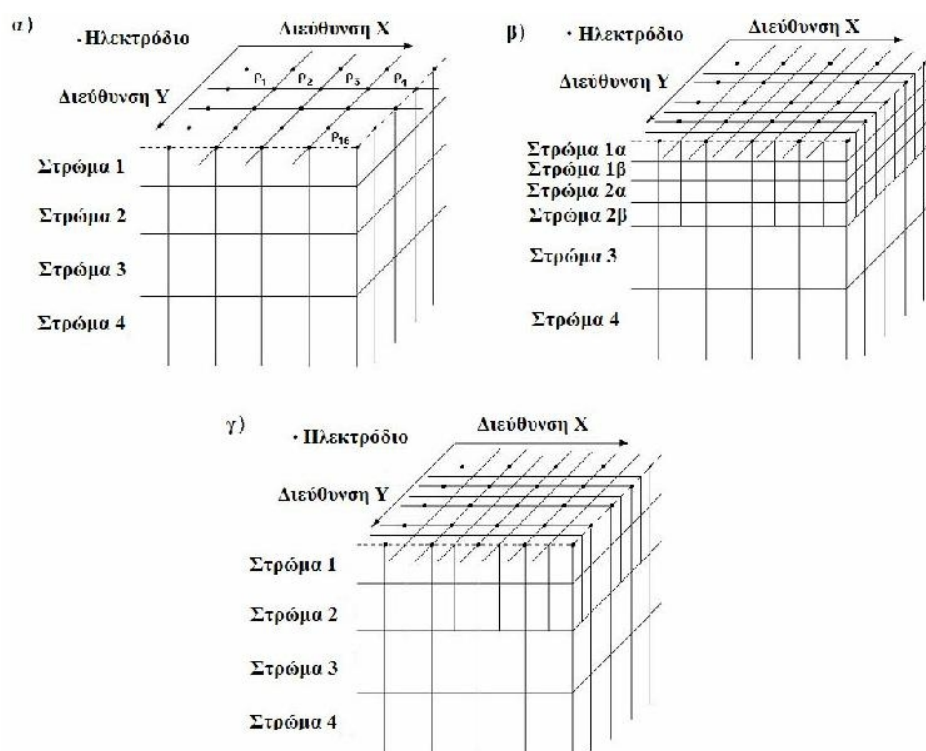 α)
Διεύθυνση X
· Ηλεκτρόδιο
ρ1 ρ2 ρ3 ρ4
Διεύθυνση Y
ρ16
Στρώμα 1
Στρώμα 2
Στρώμα 3
Στρώμα 4
β)
Διεύθυνση X
· Ηλεκτρόδιο
Διεύθυνση Y
Στρώμα 1α
Στρώμα 1β
Στρώμα 2α
Στρώμα 2β
Στρώμα 3
Στρώμα 4
γ)
Διεύθυνση X
· Ηλεκτρόδιο
Διεύθυνση Y
Στρώμα 1
Στρώμα 2
Στρώμα 3
Στρώμα 4